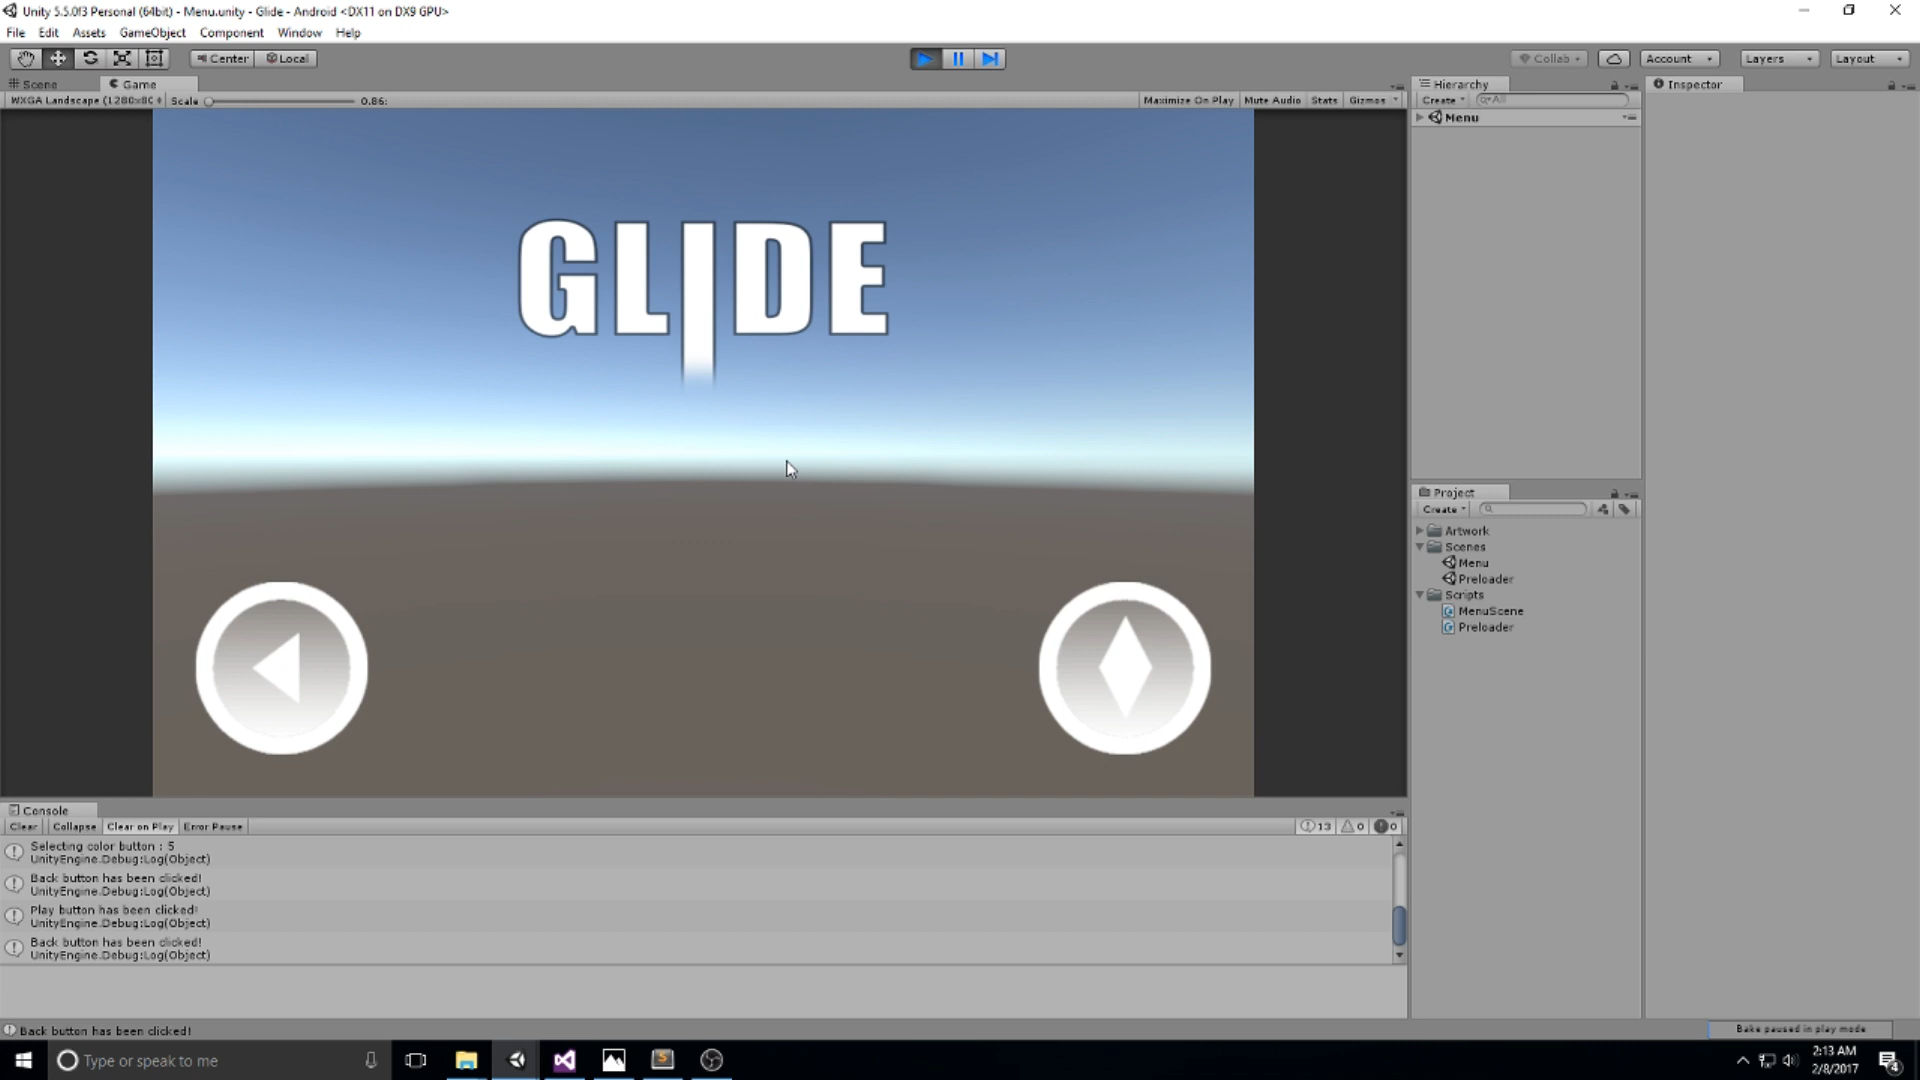 Unity 5.5.0f3 Personal (64bit) - Menu.unity - Glide - Android <DX11 on DX9 GPU>
File Edit Assets GameObject Component Window Help
Center Local Collab Account Layers Layout
Scene Game Hierarchy Inspector
WXGA Landscape (1280x80 Scale 0.86: Maximize On Play Mute Audio Stats Gizmos Create All
Menu
GLIDE
Project
Create
Artwork
Scenes
Menu
Preloader
Scripts
MenuScene
Preloader
Console
Clear Collapse Clear on Play Error Pause 13 0 0
Selecting color button : 5
UnityEngine.Debug:Log(Object)
Back button has been clicked!
UnityEngine.Debug:Log(Object)
Play button has been clicked!
UnityEngine.Debug:Log(Object)
Back button has been clicked!
UnityEngine.Debug:Log(Object)
Back button has been clicked! Bake paused in play mode
Type or speak to me 2:13 AM
2/8/2017 4